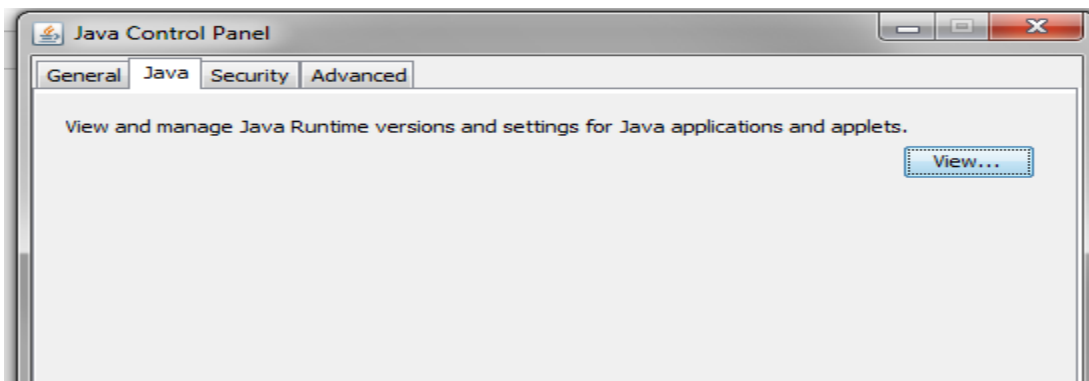 Java Control Panel
General Java Security Advanced
View and manage Java Runtime versions and settings for Java applications and applets.
View...